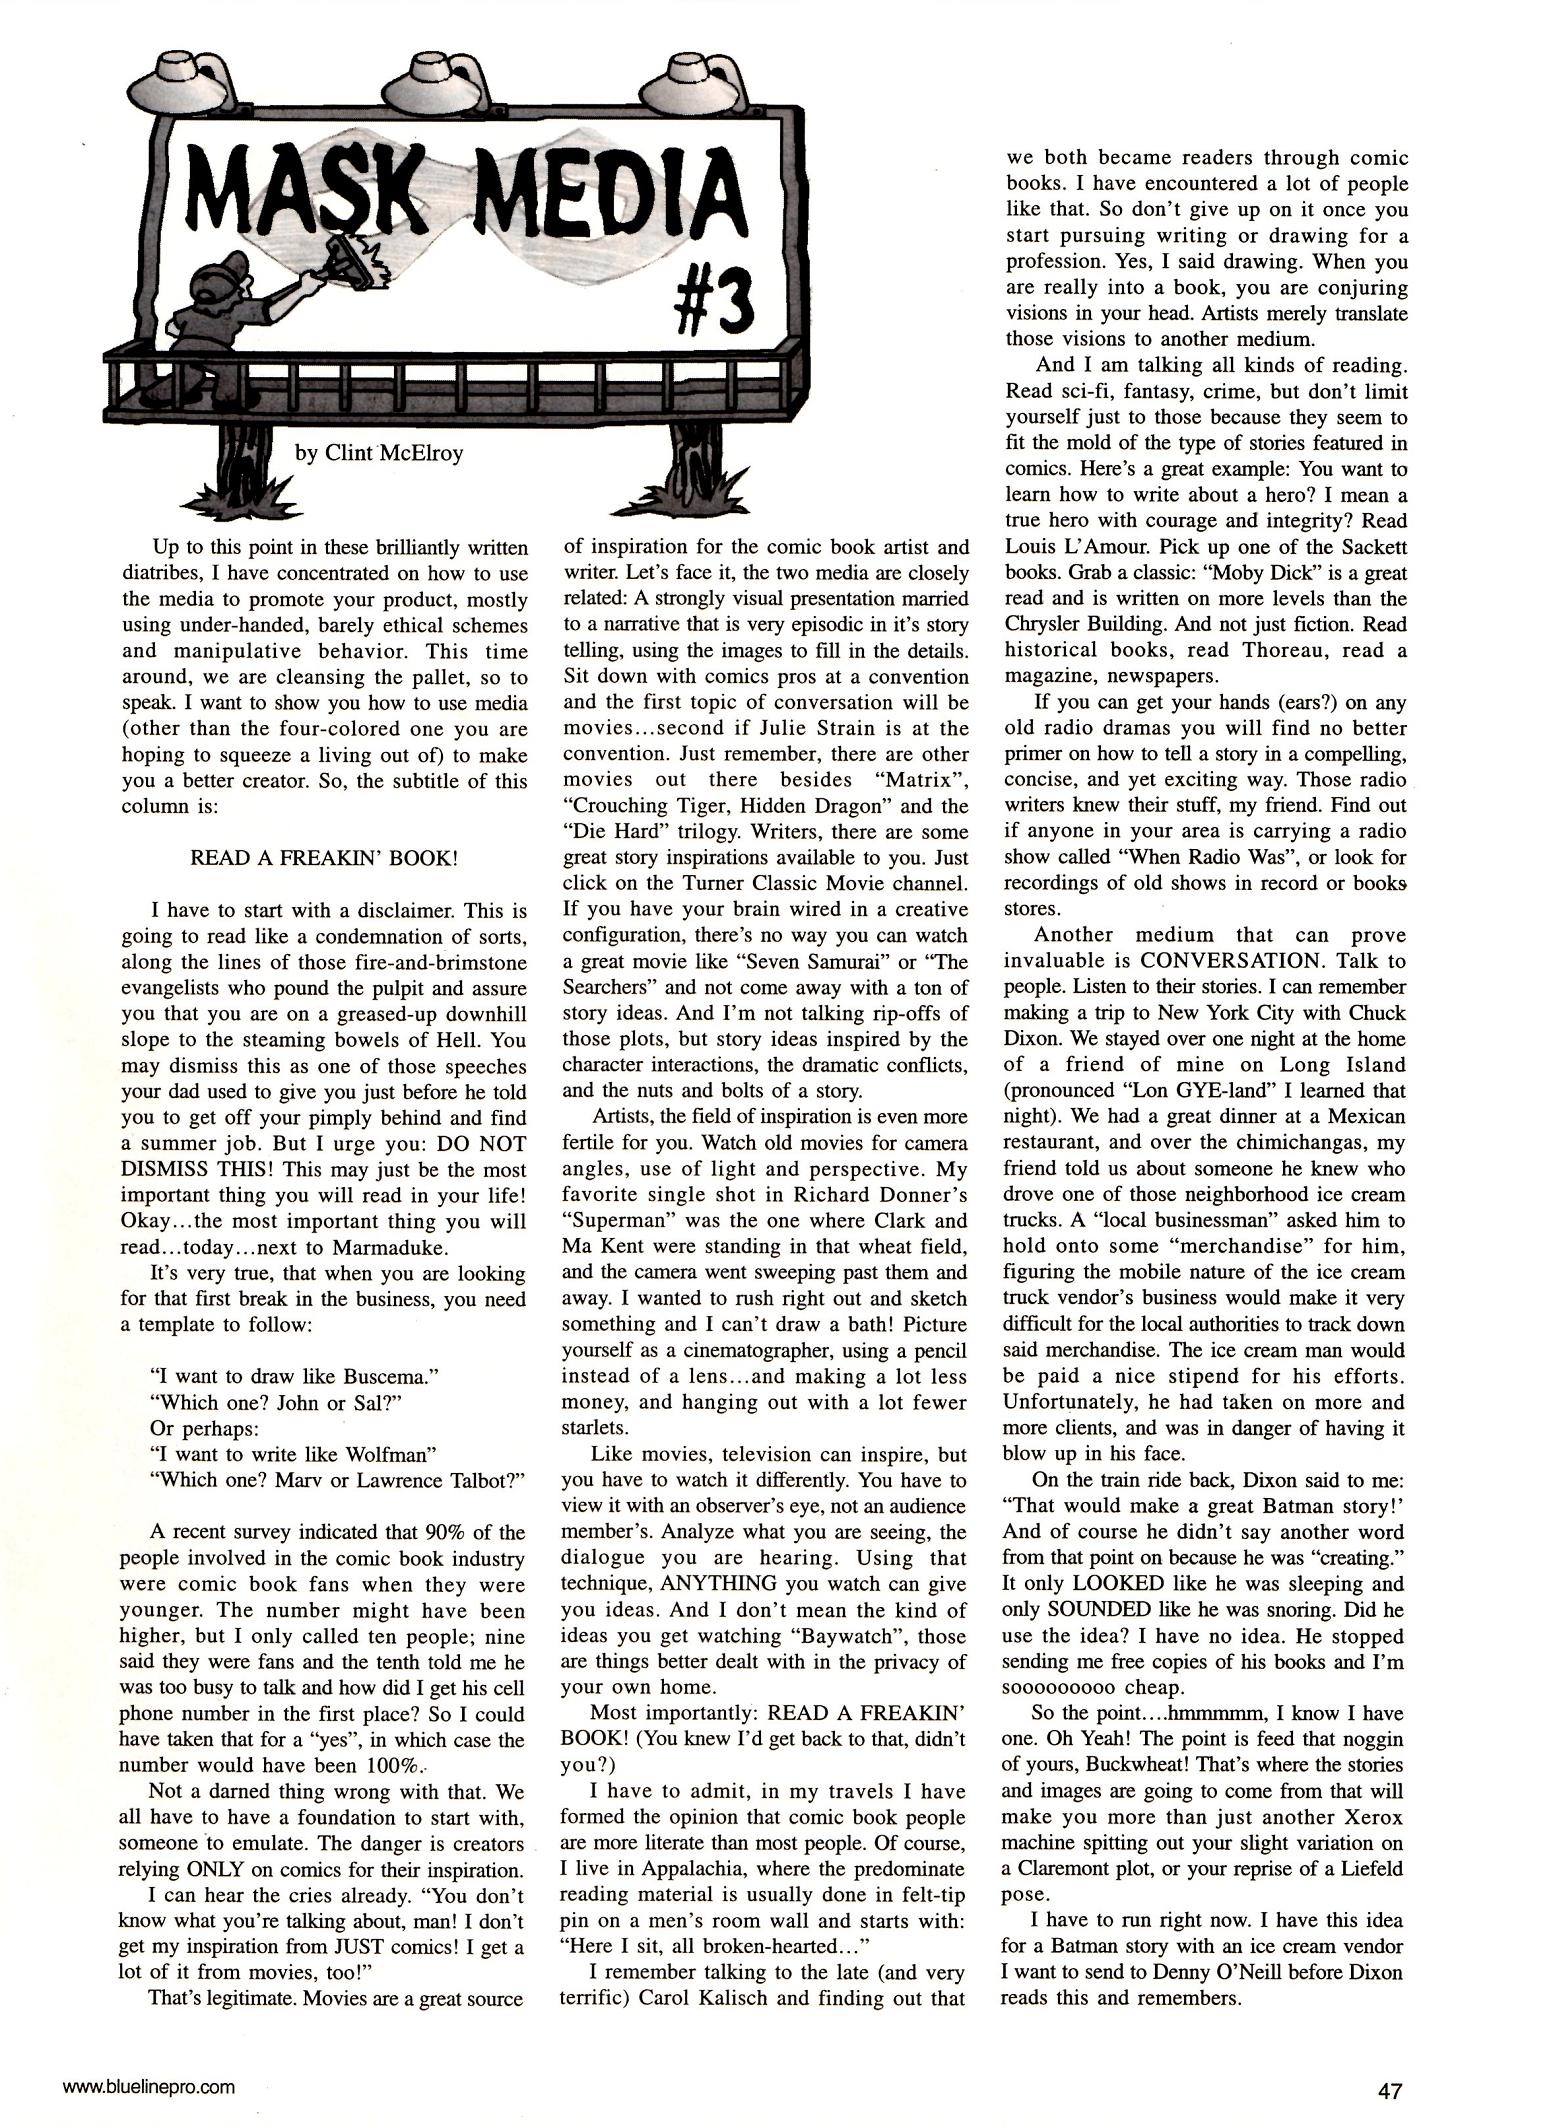 MASK MEDIA
#3
by Clint McElroy
Up to this point in these brilliantly written
diatribes, I have concentrated on how to use
the media to promote your product, mostly
using under-handed, barely ethical schemes
and manipulative behavior. This time
around, we are cleansing the pallet, so to
speak. I want to show you how to use media
(other than the four-colored one you are
hoping to squeeze a living out of) to make
you a better creator. So, the subtitle of this
column is:
READ A FREAKIN' BOOK!
I have to start with a disclaimer. This is
going to read like a condemnation of sorts,
along the lines of those fire-and-brimstone
evangelists who pound the pulpit and assure
you that you are on a greased-up downhill
slope to the steaming bowels of Hell. You
may dismiss this as one of those speeches
your dad used to give you just before he told
you to get off your pimply behind and find
a summer job. But I urge you: DO NOT
DISMISS THIS! This may just be the most
important thing you will read in your life!
Okay…the most important thing you will
read…today…next to Marmaduke.
It's very true, that when you are looking
for that first break in the business, you need
a template to follow:
“I want to draw like Buscema.”
“Which one? John or Sal?”
Or perhaps:
“I want to write like Wolfman”
“Which one? Marv or Lawrence Talbot?”
A recent survey indicated that 90% of the
people involved in the comic book industry
were comic book fans when they were
younger. The number might have been
higher, but I only called ten people; nine
said they were fans and the tenth told me he
was too busy to talk and how did I get his cell
phone number in the first place? So I could
have taken that for a “yes”, in which case the
number would have been 100%.
Not a darned thing wrong with that. We
all have to have a foundation to start with,
someone to emulate. The danger is creators
relying ONLY on comics for their inspiration.
I can hear the cries already. “You don't
know what you're talking about, man! I don't
get my inspiration from JUST comics! I get a
lot of it from movies, too!”
That's legitimate. Movies are a great source
of inspiration for the comic book artist and
writer. Let's face it, the two media are closely
related: A strongly visual presentation married
to a narrative that is very episodic in it's story
telling, using the images to fill in the details.
Sit down with comics pros at a convention
and the first topic of conversation will be
movies…second if Julie Strain is at the
convention. Just remember, there are other
movies out there besides “Matrix”,
“Crouching Tiger, Hidden Dragon” and the
“Die Hard” trilogy. Writers, there are some
great story inspirations available to you. Just
click on the Turner Classic Movie channel.
If you have your brain wired in a creative
configuration, there's no way you can watch
a great movie like “Seven Samurai” or “The
Searchers” and not come away with a ton of
story ideas. And I'm not talking rip-offs of
those plots, but story ideas inspired by the
character interactions, the dramatic conflicts,
and the nuts and bolts of a story.
Artists, the field of inspiration is even more
fertile for you. Watch old movies for camera
angles, use of light and perspective. My
favorite single shot in Richard Donner's
“Superman” was the one where Clark and
Ma Kent were standing in that wheat field,
and the camera went sweeping past them and
away. I wanted to rush right out and sketch
something and I can't draw a bath! Picture
yourself as a cinematographer, using a pencil
instead of a lens…and making a lot less
money, and hanging out with a lot fewer
starlets.
Like movies, television can inspire, but
you have to watch it differently. You have to
view it with an observer's eye, not an audience
member's. Analyze what you are seeing, the
dialogue you are hearing. Using that
technique, ANYTHING you watch can give
you ideas. And I don't mean the kind of
ideas you get watching “Baywatch”, those
are things better dealt with in the privacy of
your own home.
Most importantly: READ A FREAKIN'
BOOK! (You knew I'd get back to that, didn't
you?)
I have to admit, in my travels I have
formed the opinion that comic book people
are more literate than most people. Of course,
I live in Appalachia, where the predominate
reading material is usually done in felt-tip
pin on a men's room wall and starts with:
“Here I sit, all broken-hearted…”
I remember talking to the late (and very
terrific) Carol Kalisch and finding out that
we both became readers through comic
books. I have encountered a lot of people
like that. So don't give up on it once you
start pursuing writing or drawing for a
profession. Yes, I said drawing. When you
are really into a book, you are conjuring
visions in your head. Artists merely translate
those visions to another medium.
And I am talking all kinds of reading.
Read sci-fi, fantasy, crime, but don't limit
yourself just to those because they seem to
fit the mold of the type of stories featured in
comics. Here's a great example: You want to
learn how to write about a hero? I mean a
true hero with courage and integrity? Read
Louis L'Amour. Pick up one of the Sackett
books. Grab a classic: “Moby Dick” is a great
read and is written on more levels than the
Chrysler Building. And not just fiction. Read
historical books, read Thoreau, read a
magazine, newspapers.
If you can get your hands (ears?) on any
old radio dramas you will find no better
primer on how to tell a story in a compelling,
concise, and yet exciting way. Those radio
writers knew their stuff, my friend. Find out
if anyone in your area is carrying a radio
show called “When Radio Was”, or look for
recordings of old shows in record or books
stores.
Another medium that can prove
invaluable is CONVERSATION. Talk to
people. Listen to their stories. I can remember
making a trip to New York City with Chuck
Dixon. We stayed over one night at the home
of a friend of mine on Long Island
(pronounced “Lon GYE-land” I learned that
night). We had a great dinner at a Mexican
restaurant, and over the chimichangas, my
friend told us about someone he knew who
drove one of those neighborhood ice cream
trucks. A “local businessman” asked him to
hold onto some “merchandise” for him,
figuring the mobile nature of the ice cream
truck vendor's business would make it very
difficult for the local authorities to track down
said merchandise. The ice cream man would
be paid a nice stipend for his efforts.
Unfortunately, he had taken on more and
more clients, and was in danger of having it
blow up in his face.
On the train ride back, Dixon said to me:
“That would make a great Batman story!’
And of course he didn't say another word
from that point on because he was “creating.”
It only LOOKED like he was sleeping and
only SOUNDED like he was snoring. Did he
use the idea? I have no idea. He stopped
sending me free copies of his books and I'm
sooooooooo cheap.
So the point….hmmmmm, I know I have
one. Oh Yeah! The point is feed that noggin
of yours, Buckwheat! That's where the stories
and images are going to come from that will
make you more than just another Xerox
machine spitting out your slight variation on
a Claremont plot, or your reprise of a Liefeld
pose.
I have to run right now. I have this idea
for a Batman story with an ice cream vendor
I want to send to Denny O'Neill before Dixon
reads this and remembers.
www.bluelinepro.com
47